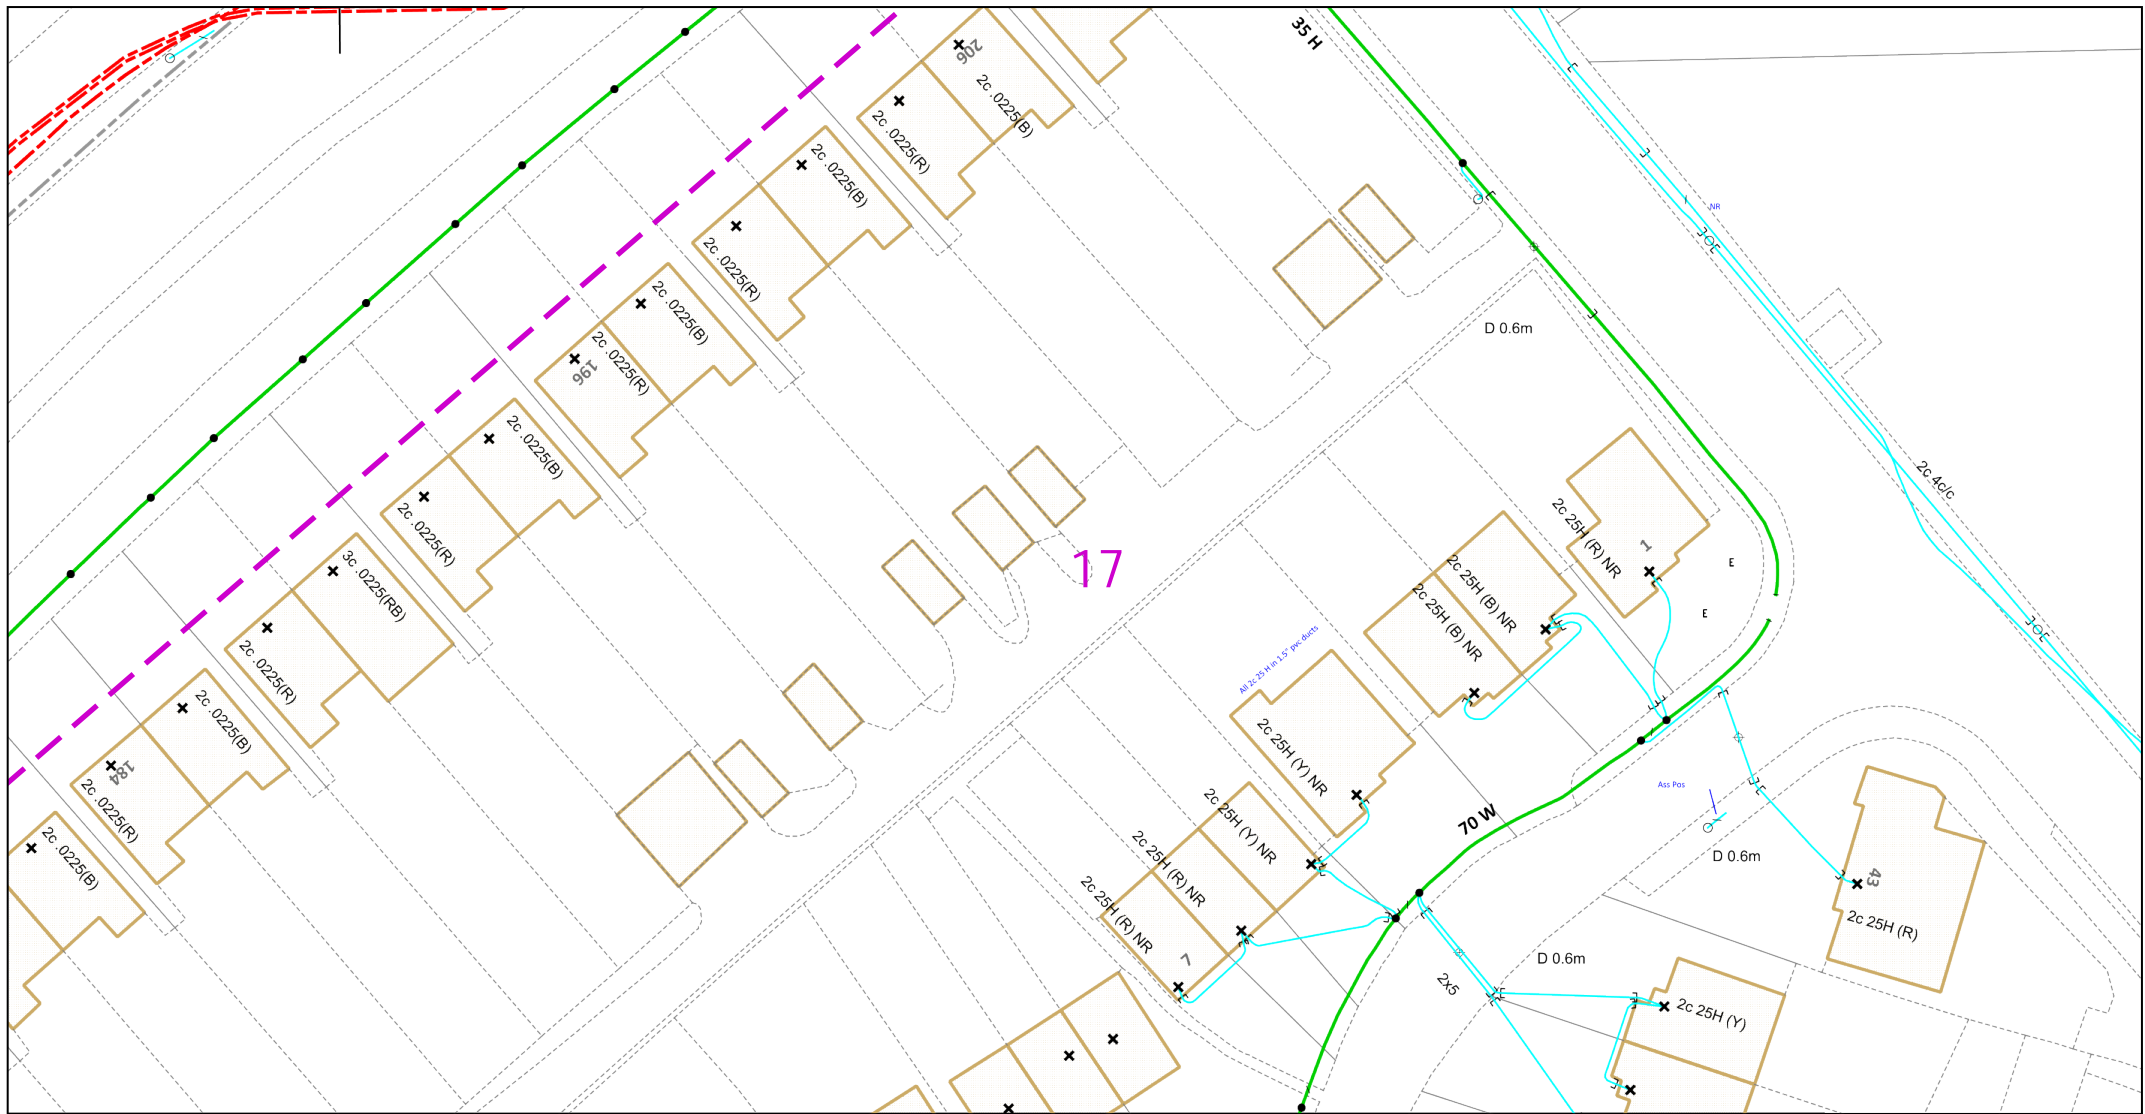 35 H
206
2c .0225(B)
2c .0225(R)
2c .0225(B)
2c .0225(R)
NR
2c .0225(B)
2c .0225(R)
196
D 0.6m
2c .0225(B)
2c .0225(R)
2c 4c/c
3c .0225(RB)
2c .0225(R)
17
2c 25H (R) NR
1
E
E
2c 25H (B) NR
2c 25H (B) NR
All 2c 25 H in 1.5" pvc ducts
2c .0225(B)
184
2c .0225(R)
2c 25H (Y) NR
2c 25H (Y) NR
Ass Pos
70 W
D 0.6m
2c .0225(B)
2c 25H (R) NR
2c 25H (R) NR
7
43
2c 25H (R)
D 0.6m
2x5
2c 25H (Y)